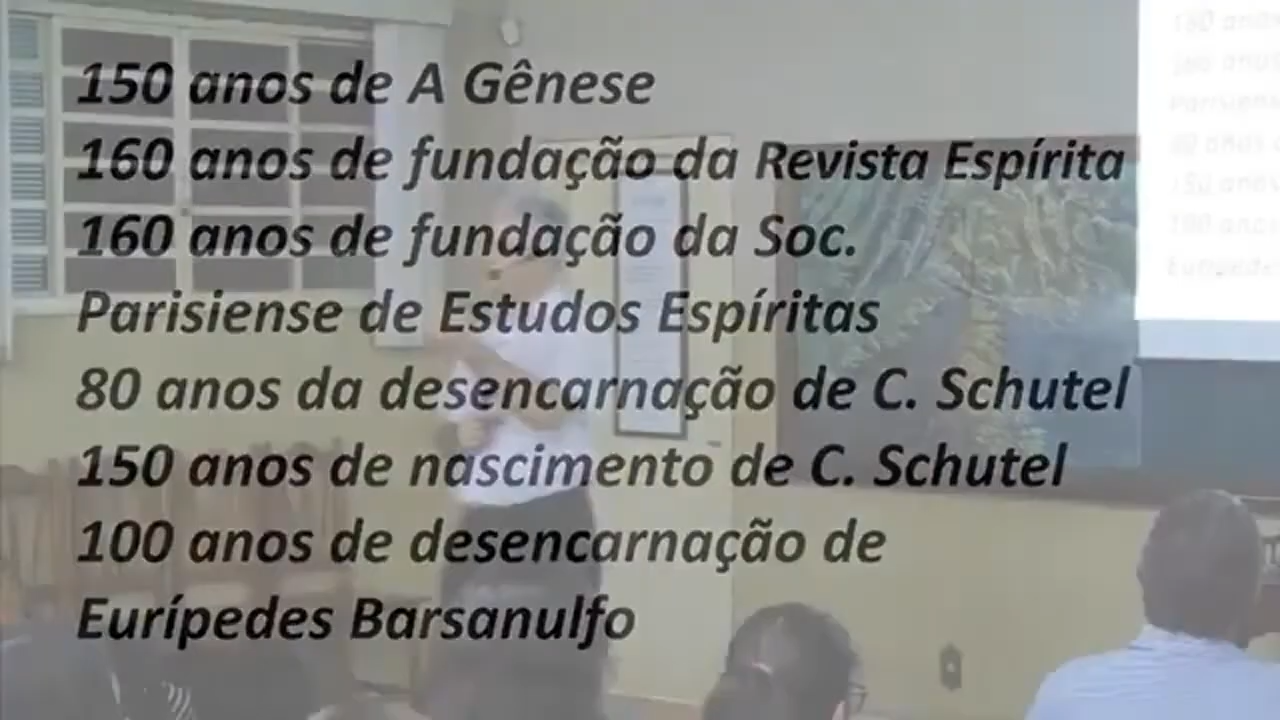 150 anos de A Gênese
160 anos de fundação da Revista Espírita
160 anos de fundação da Soc.
Parisiense de Estudos Espíritas
80 anos da desencarnação de C. Schutel
150 anos de nascimento de C. Schutel
100 anos de desencarnação de
Eurípedes Barsanulfo